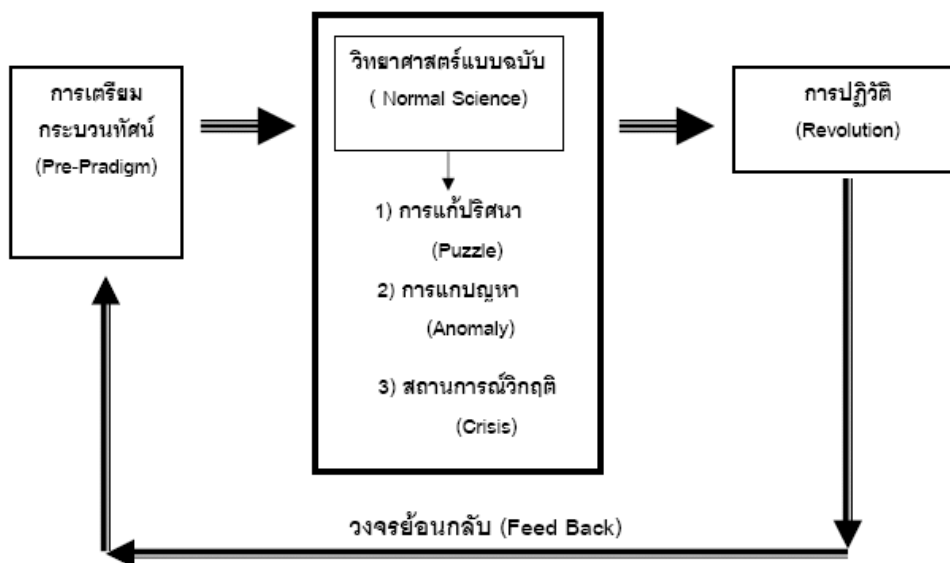 การเตรียม
กระบวนทัศน์
(Pre-Pradigm)
วิทยาศาสตร์แบบฉบับ
( Normal Science)
1) การแก้ปริศนา
(Puzzle)
2) การแกปญหา
(Anomaly)
3) สถานการณ์วิกฤติ
(Crisis)
การปฏิวัติ
(Revolution)
วงจรย้อนกลับ (Feed Back)